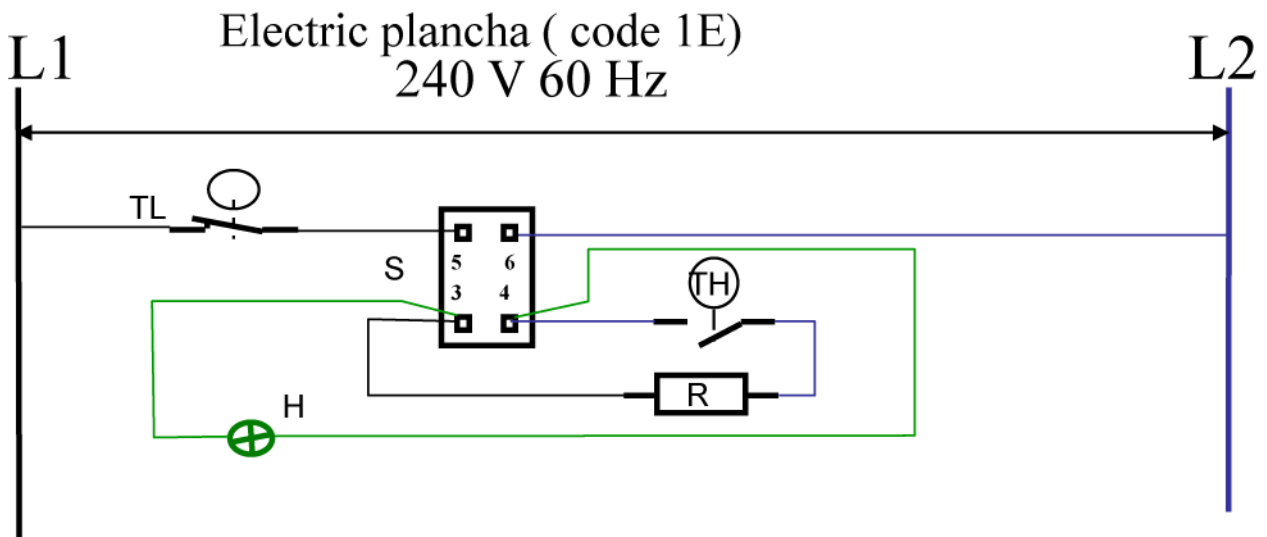 Electric plancha ( code 1E)
L1
L2
240 V 60 Hz
TL
S
5 6
3 4
TH
R
H